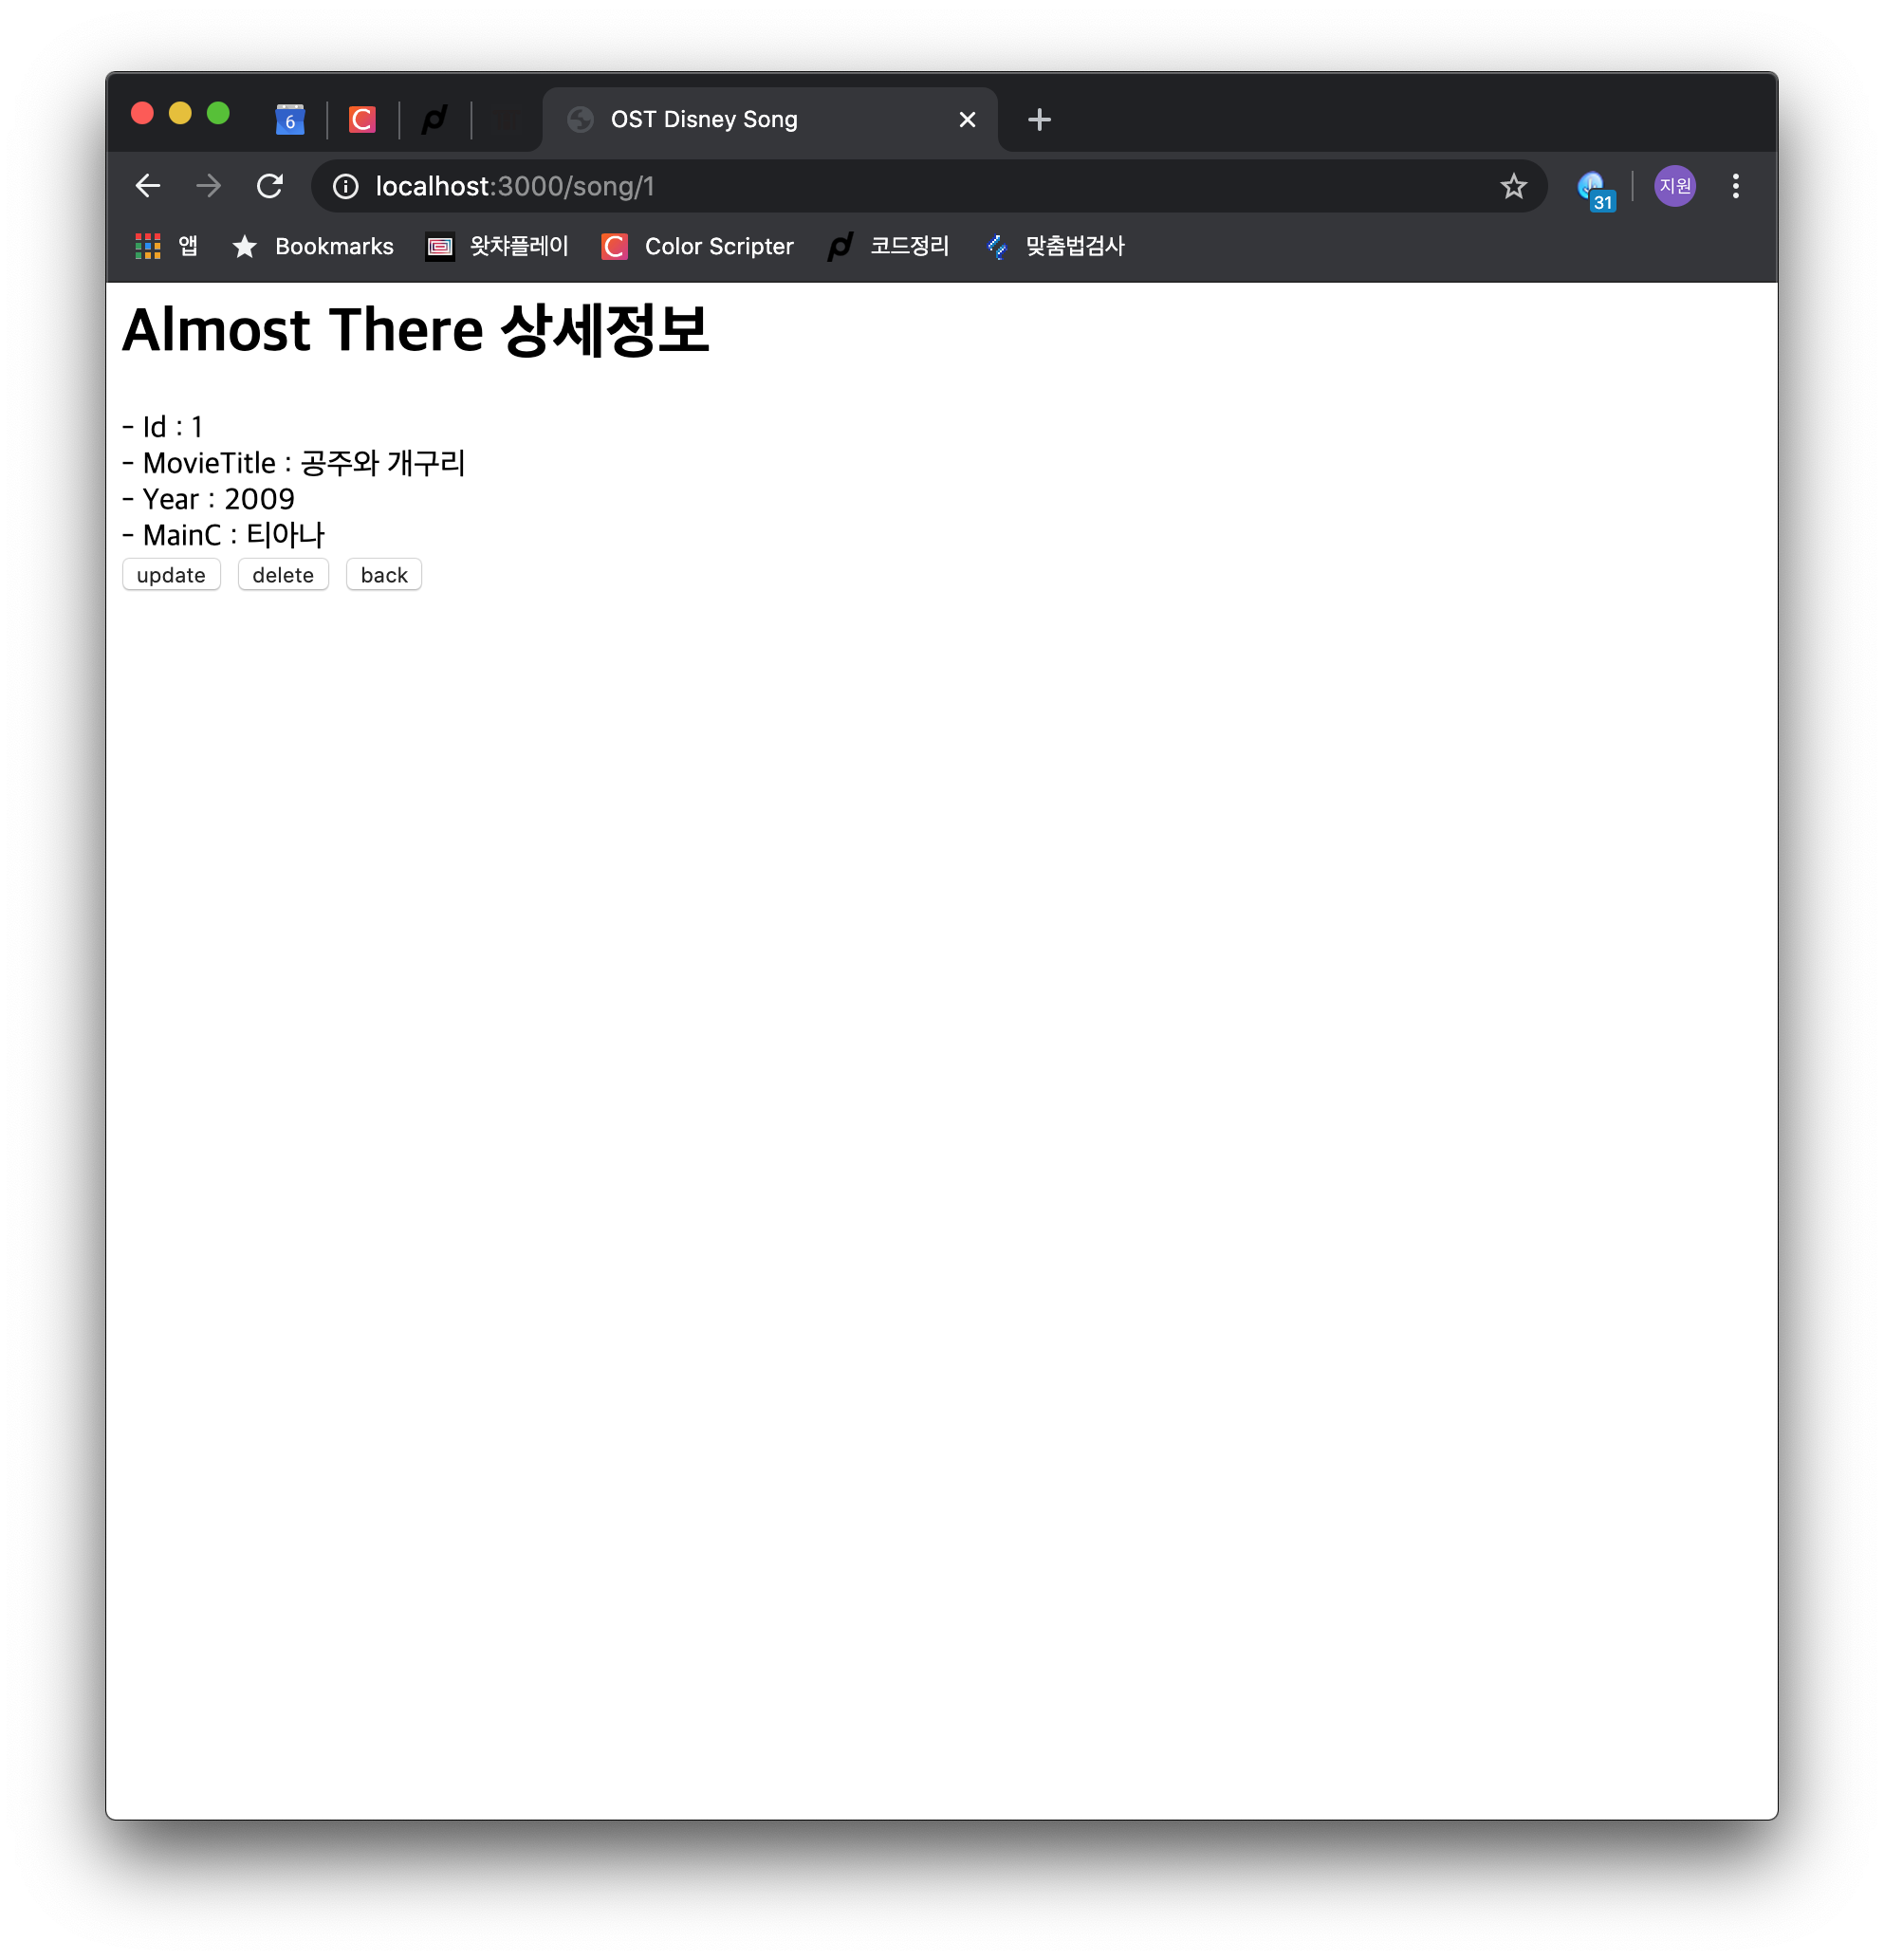 6
OST Disney Song
localhost:3000/song/1
31
지원
앱 Bookmarks 왓챠플레이 Color Scripter 코드정리 맞춤법검사
Almost There 상세정보
- Id : 1
- MovieTitle : 공주와 개구리
- Year : 2009
- MainC : 티아나
update delete back